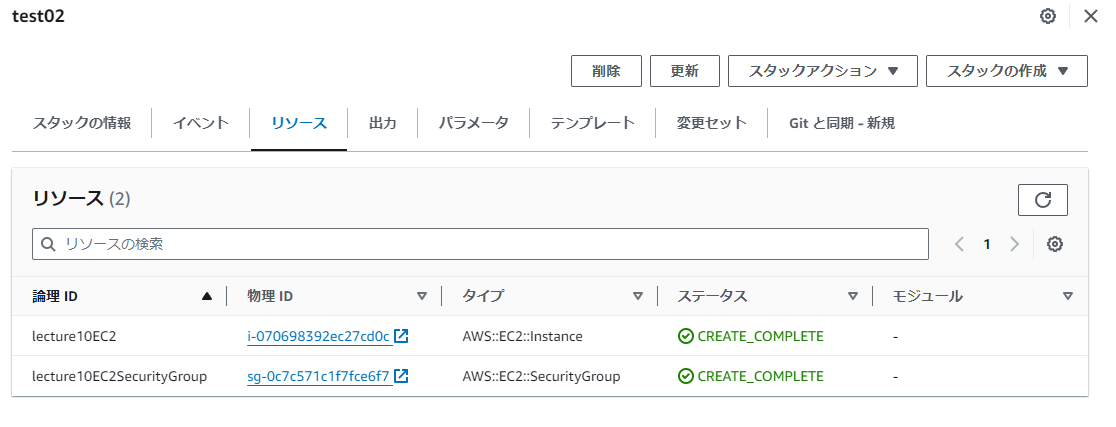 test02
削除 更新 スタックアクション スタックの作成
スタックの情報 イベント リソース 出力 パラメータ テンプレート 変更セット Git と同期 - 新規
リソース (2)
リソースの検索 1
論理 ID 物理 ID タイプ ステータス モジュール
lecture10EC2 i-070698392ec27cd0c AWS::EC2::Instance CREATE_COMPLETE -
lecture10EC2SecurityGroup sg-0c7c571c1f7fce6f7 AWS::EC2::SecurityGroup CREATE_COMPLETE -